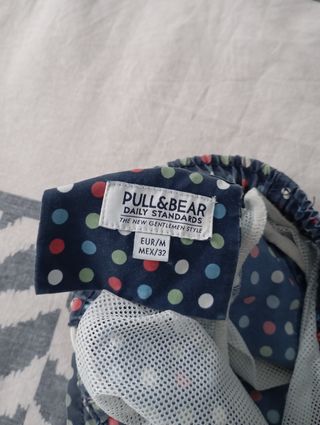 PULL&BEAR
DAILY STANDARDS
THE NEW GENTLEMEN STYLE
EUR/M
MEX/32